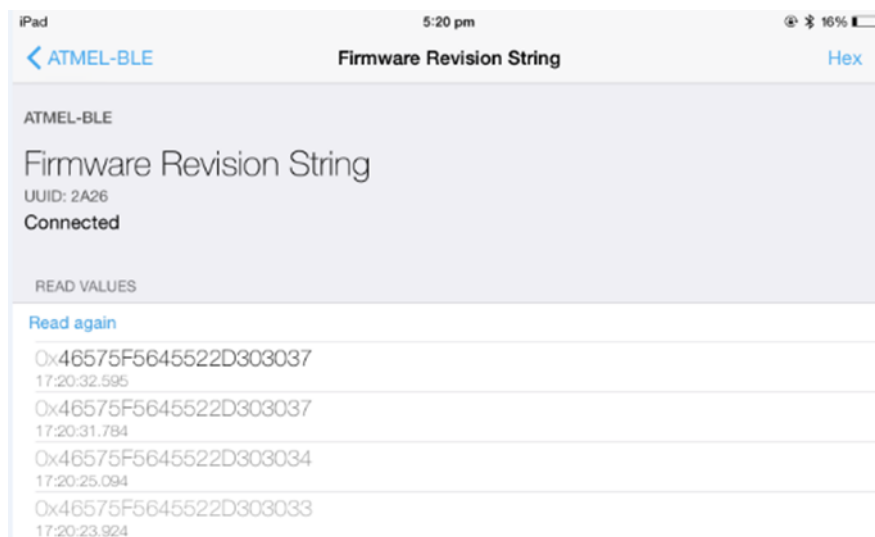 iPad 5:20 pm 16%
ATMEL-BLE Firmware Revision String Hex
ATMEL-BLE
Firmware Revision String
UUID: 2A26
Connected
READ VALUES
Read again
0x46575F5645522D303037
17:20:32.595
0x46575F5645522D303037
17:20:31.784
0x46575F5645522D303034
17:20:25.094
0x46575F5645522D303033
17:20:23.924